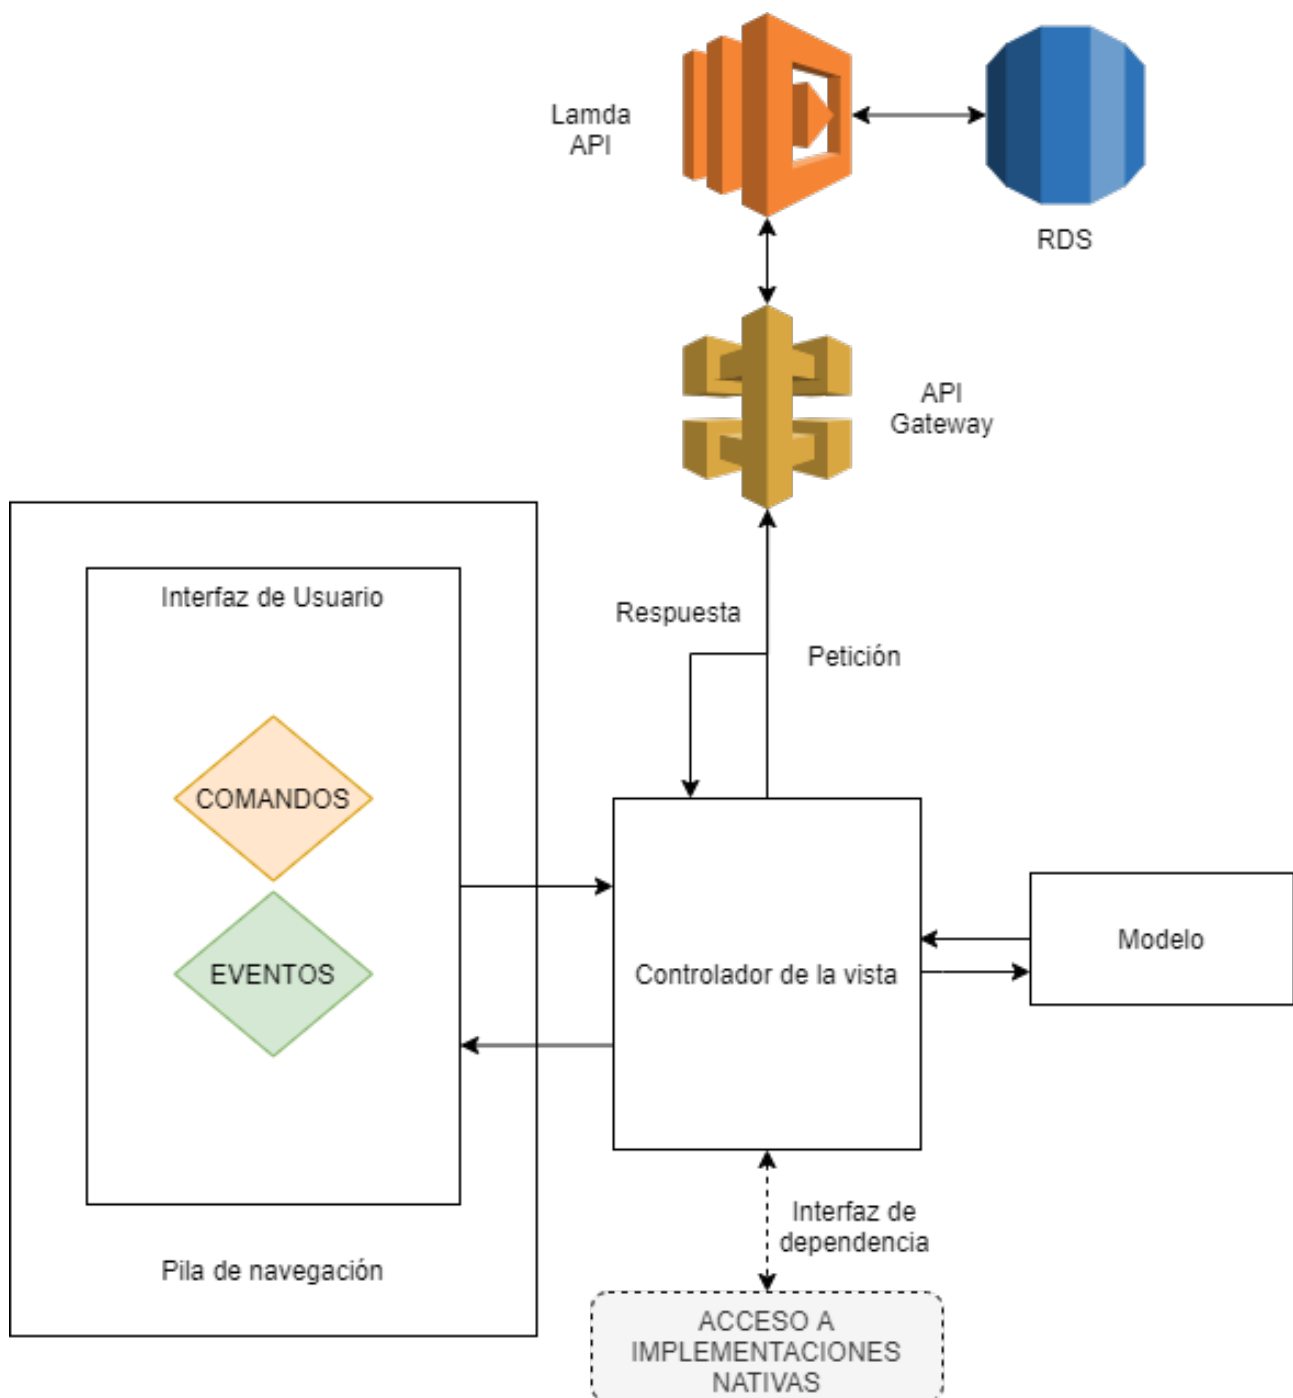 Lamda
API
RDS
API
Gateway
Interfaz de Usuario
Respuesta
Petición
COMANDOS
EVENTOS
Controlador de la vista
Modelo
Interfaz de
dependencia
Pila de navegación
ACCESO A
IMPLEMENTACIONES
NATIVAS